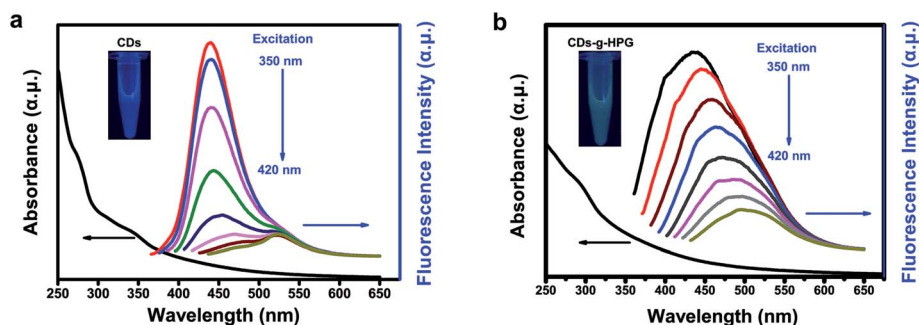 a
CDs
Excitation
350 nm
420 nm
Absorbance (α.μ.)
Fluorescence Intensity (α.μ.)
250 300 350 400 450 500 550 600 650
Wavelength (nm)
b
CDs-g-HPG
Excitation
350 nm
420 nm
Absorbance (α.μ.)
Fluorescence Intensity (α.μ.)
250 300 350 400 450 500 550 600 650
Wavelength (nm)